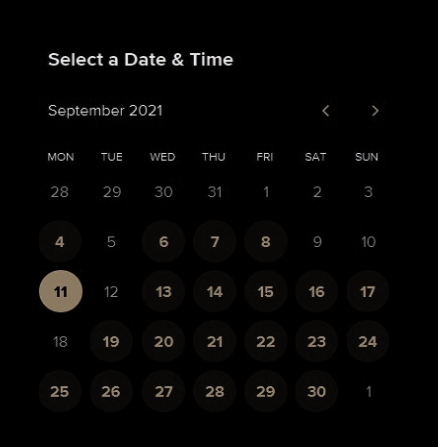 Select a Date & Time
September 2021
MON TUE WED THU FRI SAT SUN
28 29 30 31 1 2 3
4 5 6 7 8 9 10
11 12 13 14 15 16 17
18 19 20 21 22 23 24
25 26 27 28 29 30 1